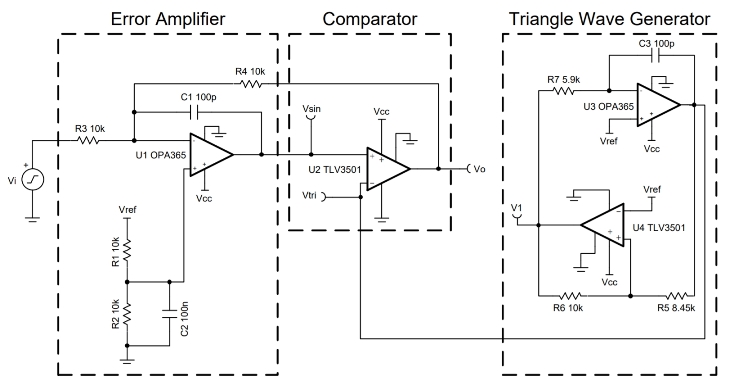 Error Amplifier
Comparator
Triangle Wave Generator
R4 10k
C1 100p
R3 10k
-
+
U1 OPA365
+
Vcc
Vi
+
Vref
R1 10k
R2 10k
C2 100n
Vsin
Vcc
+
+
-
U2 TLV3501
Vtri
Vo
C3 100p
R7 5.9k
-
+
+
U3 OPA365
Vref
Vcc
V1
Vref
-
+
+
U4 TLV3501
Vcc
R6 10k
R5 8.45k